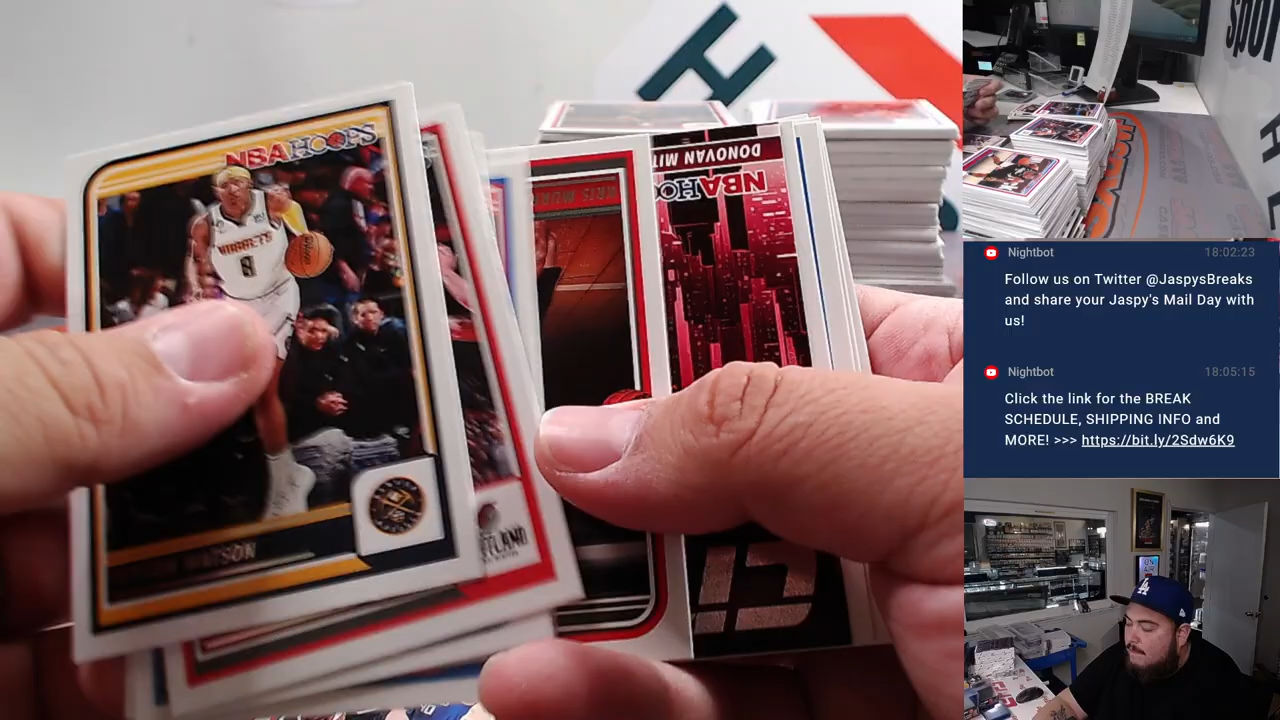 NBA HOOPS
NUGGETS
8
WATSON
DONOVAN MIT
NBA HOO
Nightbot
18:02:23
Follow us on Twitter @JaspysBreaks
and share your Jaspy's Mail Day with
us!
Nightbot
18:05:15
Click the link for the BREAK
SCHEDULE, SHIPPING INFO and
MORE! >>> https://bit.ly/2Sdw6K9